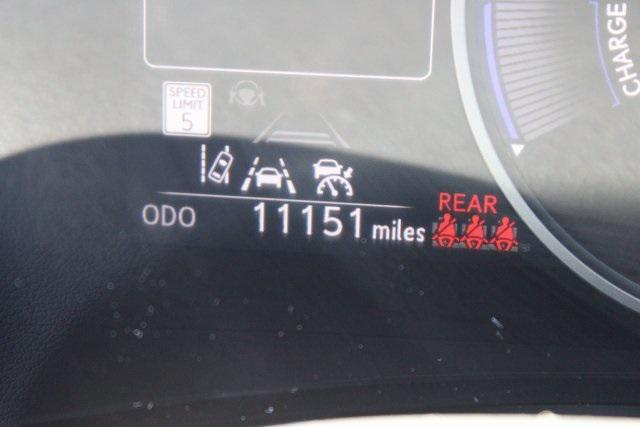 CHARGE
SPEED
LIMIT
5
ODO 11151 miles
REAR